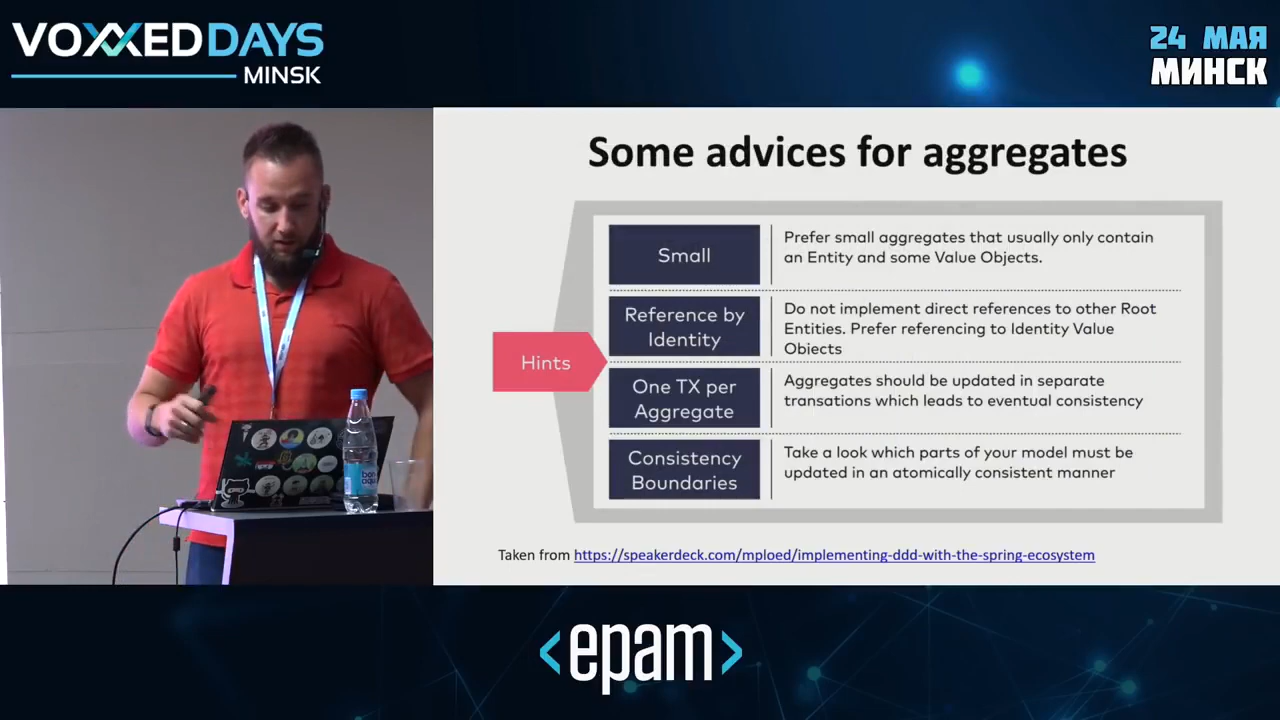 VOXXEDDAYS
MINSK
24 МАЯ
МИНСК
Some advices for aggregates
Hints
Small
Prefer small aggregates that usually only contain
an Entity and some Value Objects.
Reference by
Identity
Do not implement direct references to other Root
Entities. Prefer referencing to Identity Value
Objects
One TX per
Aggregate
Aggregates should be updated in separate
transations which leads to eventual consistency
Consistency
Boundaries
Take a look which parts of your model must be
updated in an atomically consistent manner
Taken from https://speakerdeck.com/mploed/implementing-ddd-with-the-spring-ecosystem
<epam>